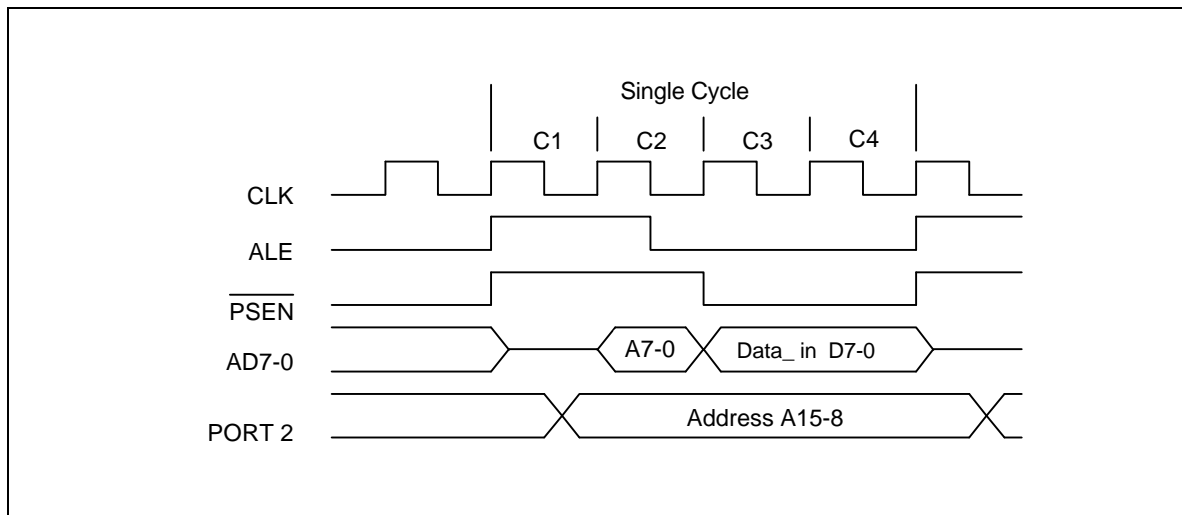 Single Cycle
C1 C2 C3 C4
CLK
ALE
PSEN
AD7-0 A7-0 Data_ in D7-0
PORT 2 Address A15-8